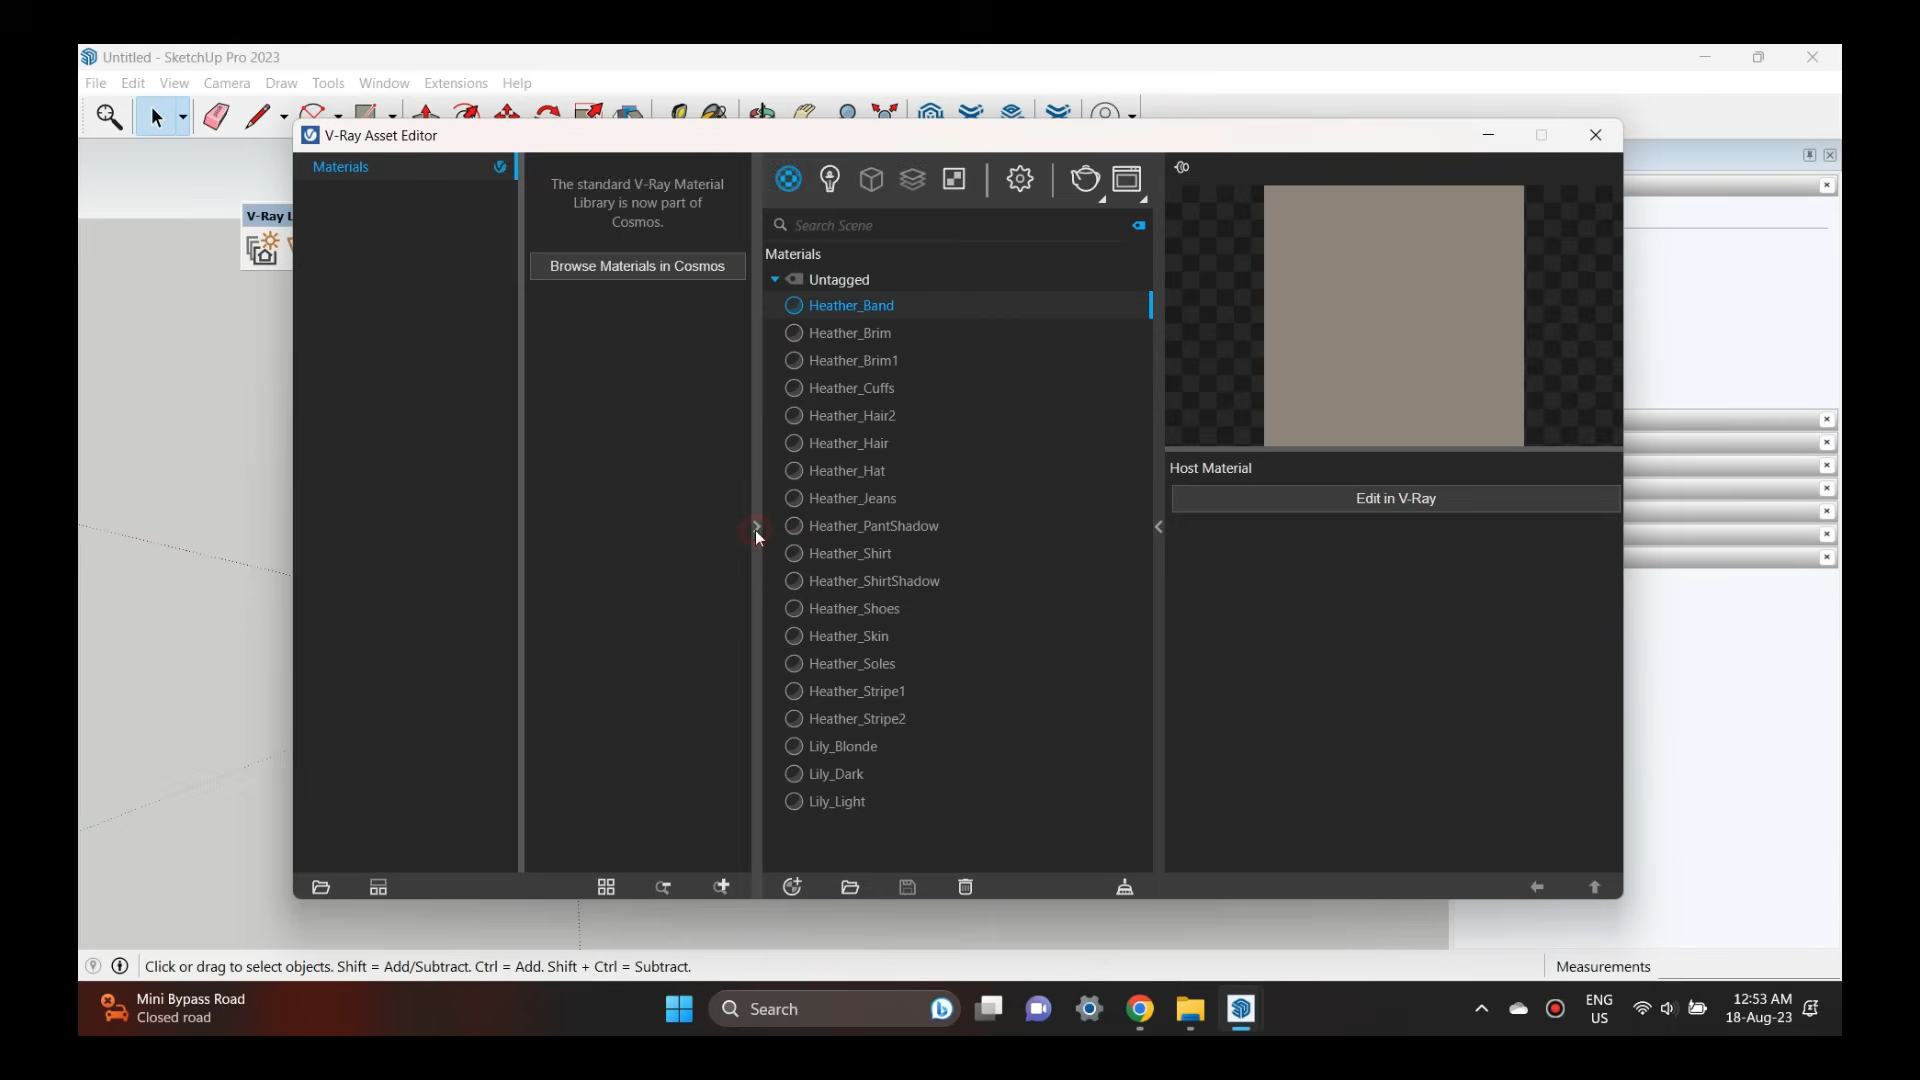 Untitled - SketchUp Pro 2023
File Edit View Camera Draw Tools Window Extensions Help
V-Ray Asset Editor
Materials
The standard V-Ray Material
Library is now part of
Cosmos.
Browse Materials in Cosmos
V-Ray L
Search Scene
Materials
Untagged
Heather_Band
Heather_Brim
Heather_Brim1
Heather_Cuffs
Heather_Hair2
Heather_Hair
Heather_Hat
Heather_Jeans
Heather_PantShadow
Heather_Shirt
Heather_ShirtShadow
Heather_Shoes
Heather_Skin
Heather_Soles
Heather_Stripe1
Heather_Stripe2
Lily_Blonde
Lily_Dark
Lily_Light
Host Material
Edit in V-Ray
Click or drag to select objects. Shift = Add/Subtract. Ctrl = Add. Shift + Ctrl = Subtract.
Measurements
Mini Bypass Road
Closed road
Search
ENG
US
12:53 AM
18-Aug-23